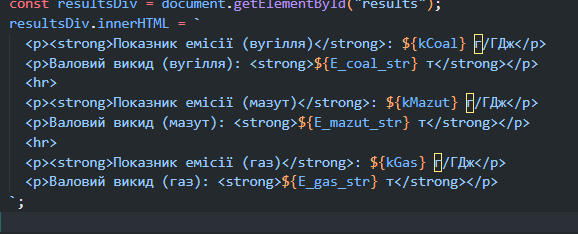 const resultsDiv = document.getElementById("results");
resultsDiv.innerHTML = `
<p><strong>Показник емісії (вугілля)</strong>: ${kCoal} г/ГДж</p>
<p>Валовий викид (вугілля): <strong>${E_coal_str} т</strong></p>
<hr>
<p><strong>Показник емісії (мазут)</strong>: ${kMazut} г/ГДж</p>
<p>Валовий викид (мазут): <strong>${E_mazut_str} т</strong></p>
<hr>
<p><strong>Показник емісії (газ)</strong>: ${kGas} г/ГДж</p>
<p>Валовий викид (газ): <strong>${E_gas_str} т</strong></p>
`;